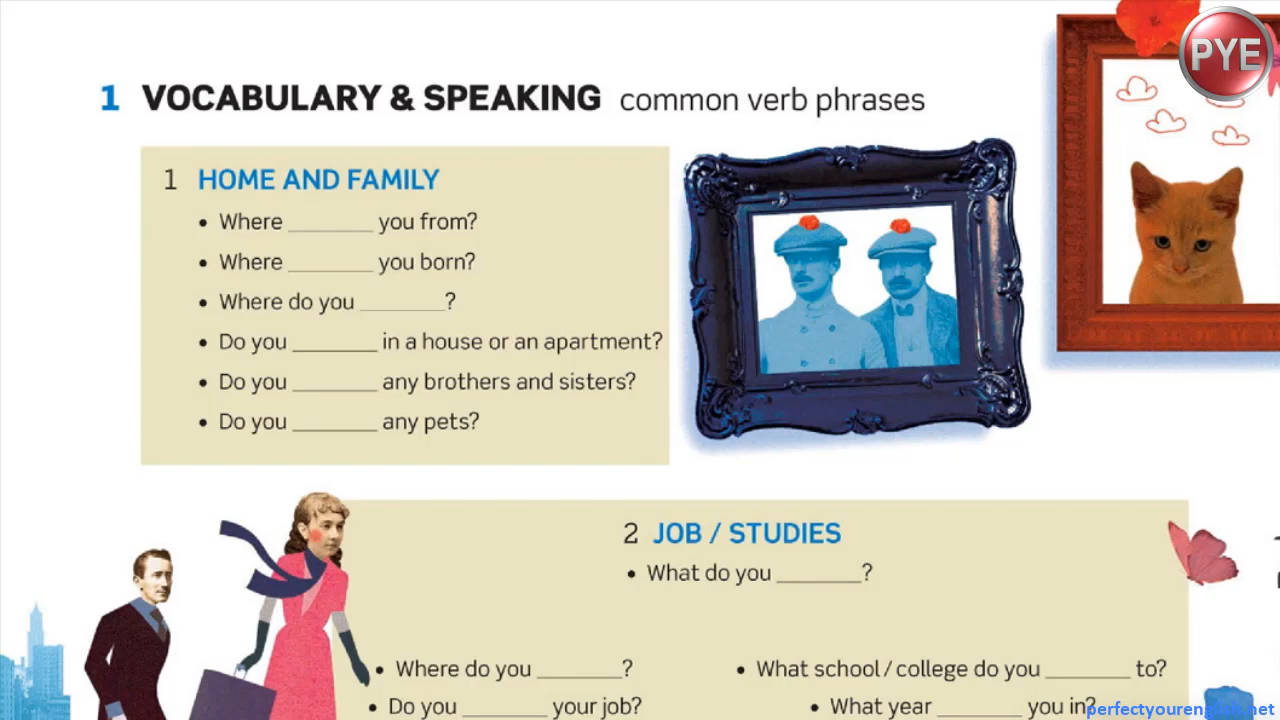 PYE
1 VOCABULARY & SPEAKING common verb phrases
1 HOME AND FAMILY
• Where ________ you from?
• Where ________ you born?
• Where do you ________?
• Do you ________ in a house or an apartment?
• Do you ________ any brothers and sisters?
• Do you ________ any pets?
2 JOB / STUDIES
• What do you ________?
• Where do you ________?
• Do you ________ your job?
• What school / college do you ________ to?
• What year ________ you in?
perfectyourenglish.net